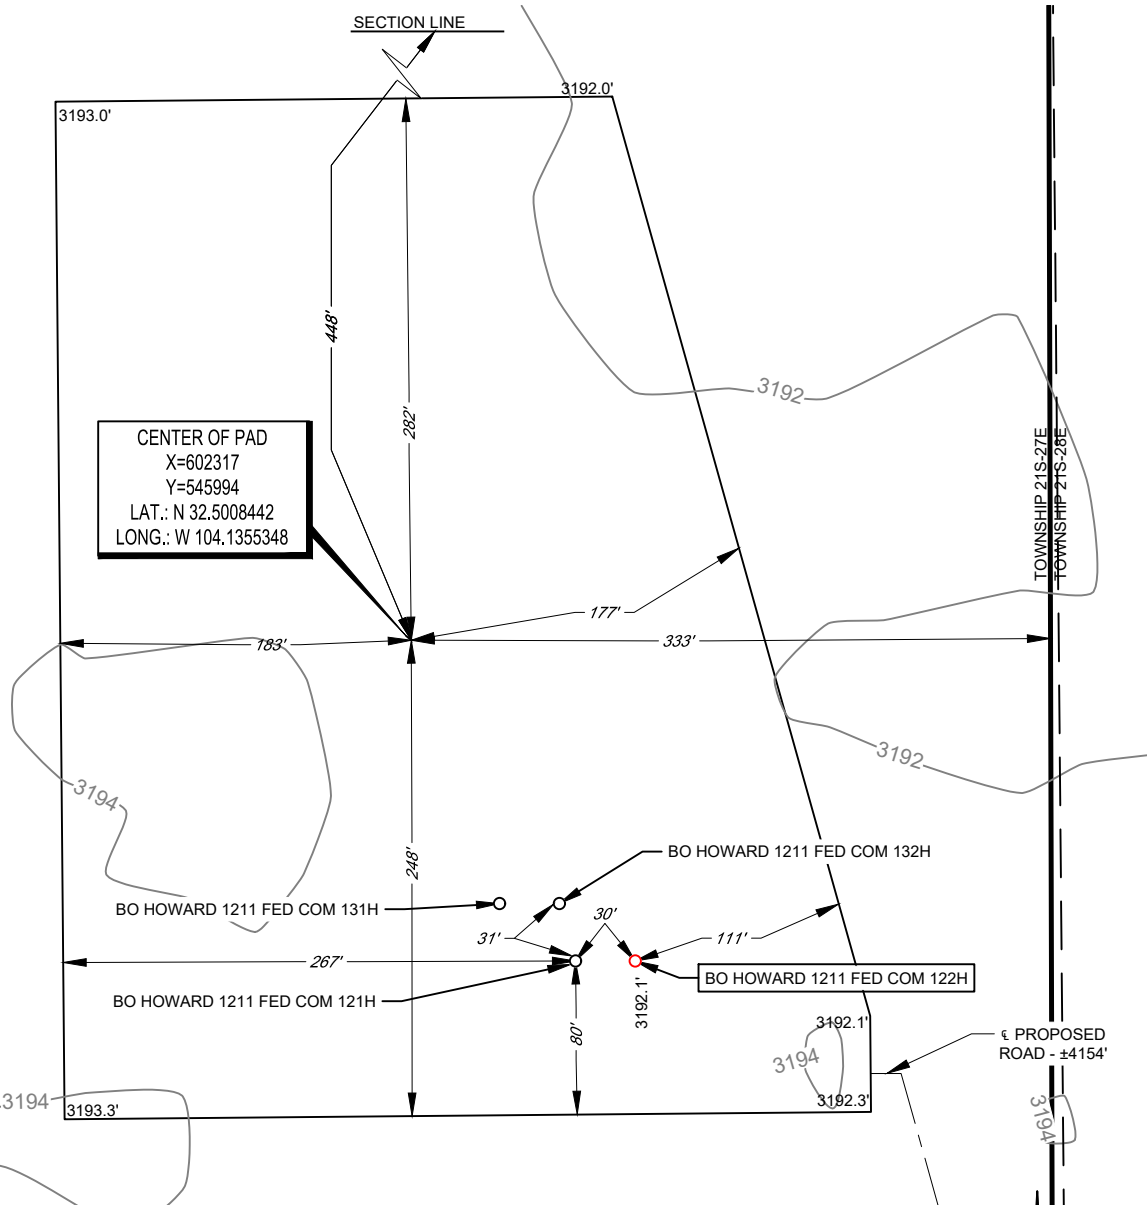 SECTION LINE
3193.0'
3192.0'
448'
282'
3192
CENTER OF PAD
X=602317
Y=545994
LAT.: N 32.5008442
LONG.: W 104.1355348
TOWNSHIP 21S-27E
TOWNSHIP 21S-28E
177'
183'
333'
3192
3194
248'
BO HOWARD 1211 FED COM 132H
BO HOWARD 1211 FED COM 131H
30'
31'
111'
267'
BO HOWARD 1211 FED COM 122H
BO HOWARD 1211 FED COM 121H
3192.1'
80'
3192.1'
℄ PROPOSED
ROAD - ±4154'
3194
3194
3193.3'
3192.3'
3194